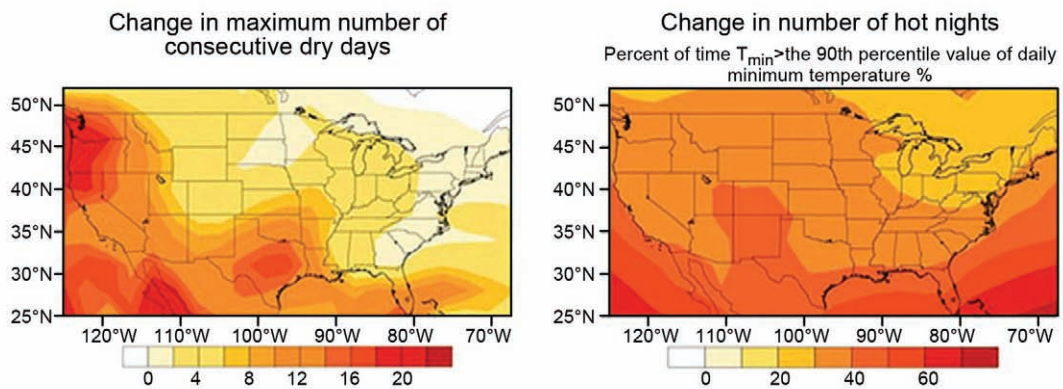 Change in maximum number of
consecutive dry days
50°N
45°N
40°N
35°N
30°N
25°N
120°W 110°W 100°W 90°W 80°W 70°W
0 4 8 12 16 20
Change in number of hot nights
Percent of time Tmin>the 90th percentile value of daily
minimum temperature %
50°N
45°N
40°N
35°N
30°N
25°N
120°W 110°W 100°W 90°W 80°W 70°W
0 20 40 60